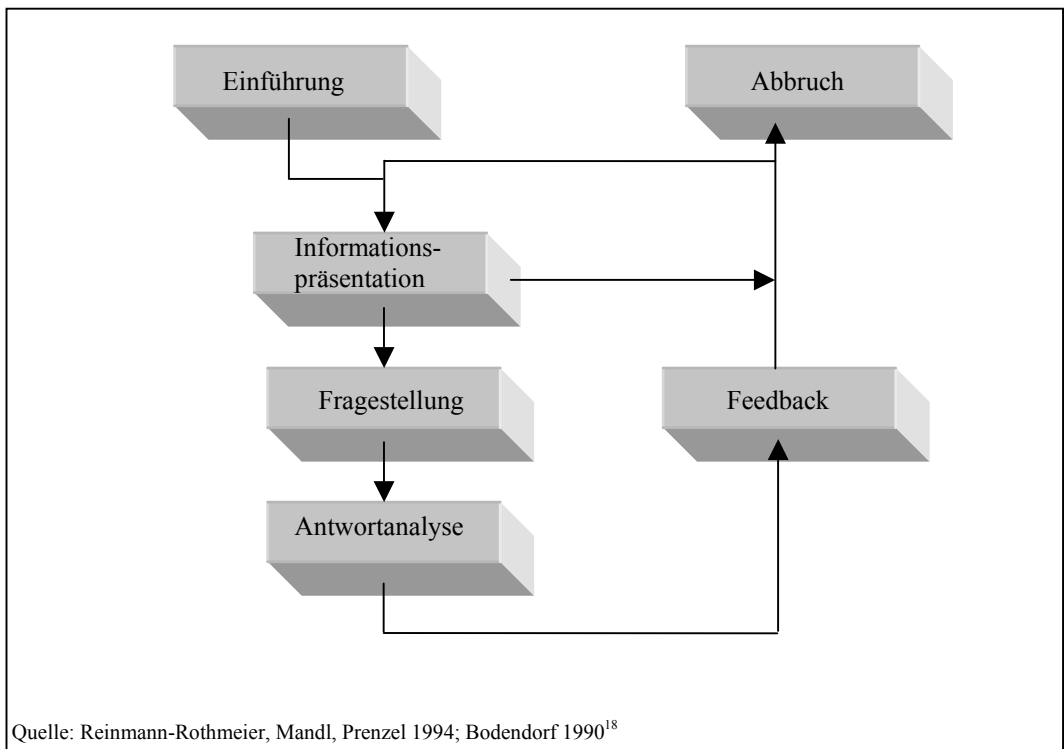 Einführung
Abbruch
Informations-
präsentation
Fragestellung
Feedback
Antwortanalyse
Quelle: Reinmann-Rothmeier, Mandl, Prenzel 1994; Bodendorf 1990¹⁸